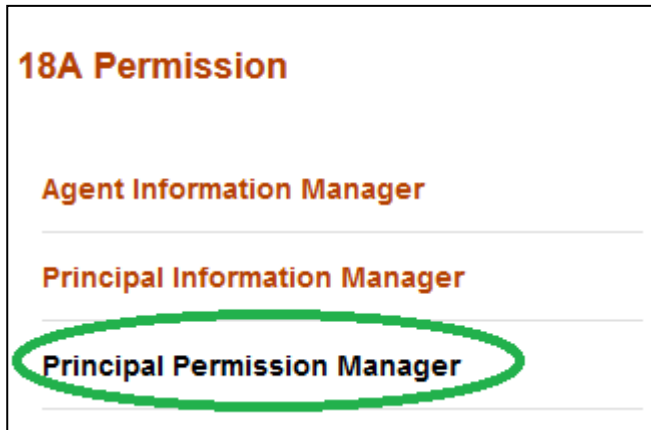 18A Permission
Agent Information Manager
Principal Information Manager
Principal Permission Manager